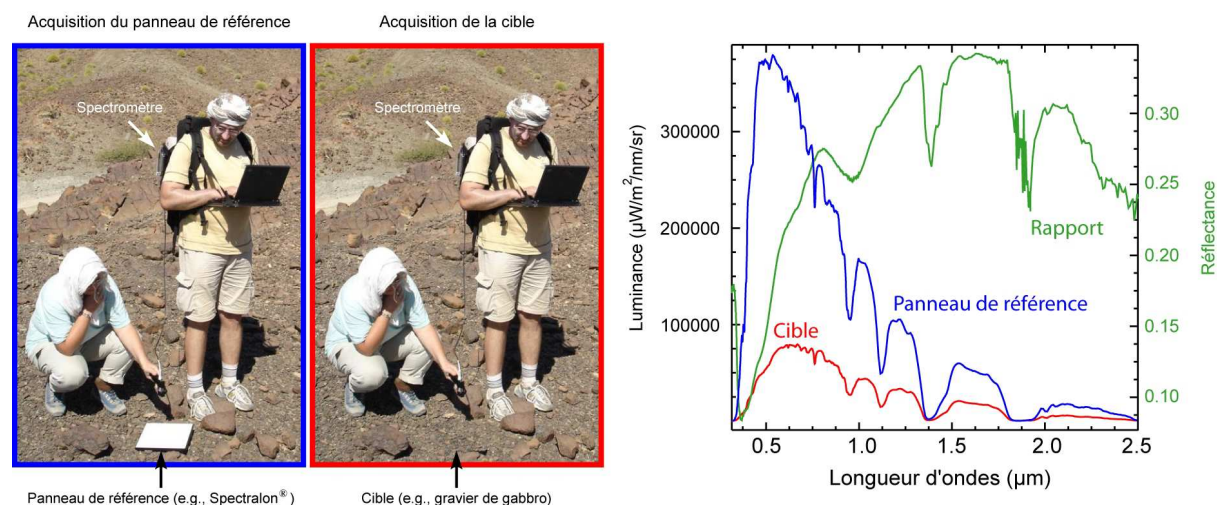 Acquisition du panneau de référence
Acquisition de la cible
Spectromètre
Spectromètre
Panneau de référence (e.g., Spectralon®)
Cible (e.g., gravier de gabbro)
Luminance (µW/m²/nm/sr)
300000
200000
100000
0.5
1.0
1.5
2.0
2.5
Longueur d'ondes (µm)
Rapport
Panneau de référence
Cible
0.30
0.25
0.20
0.15
0.10
Réflectance